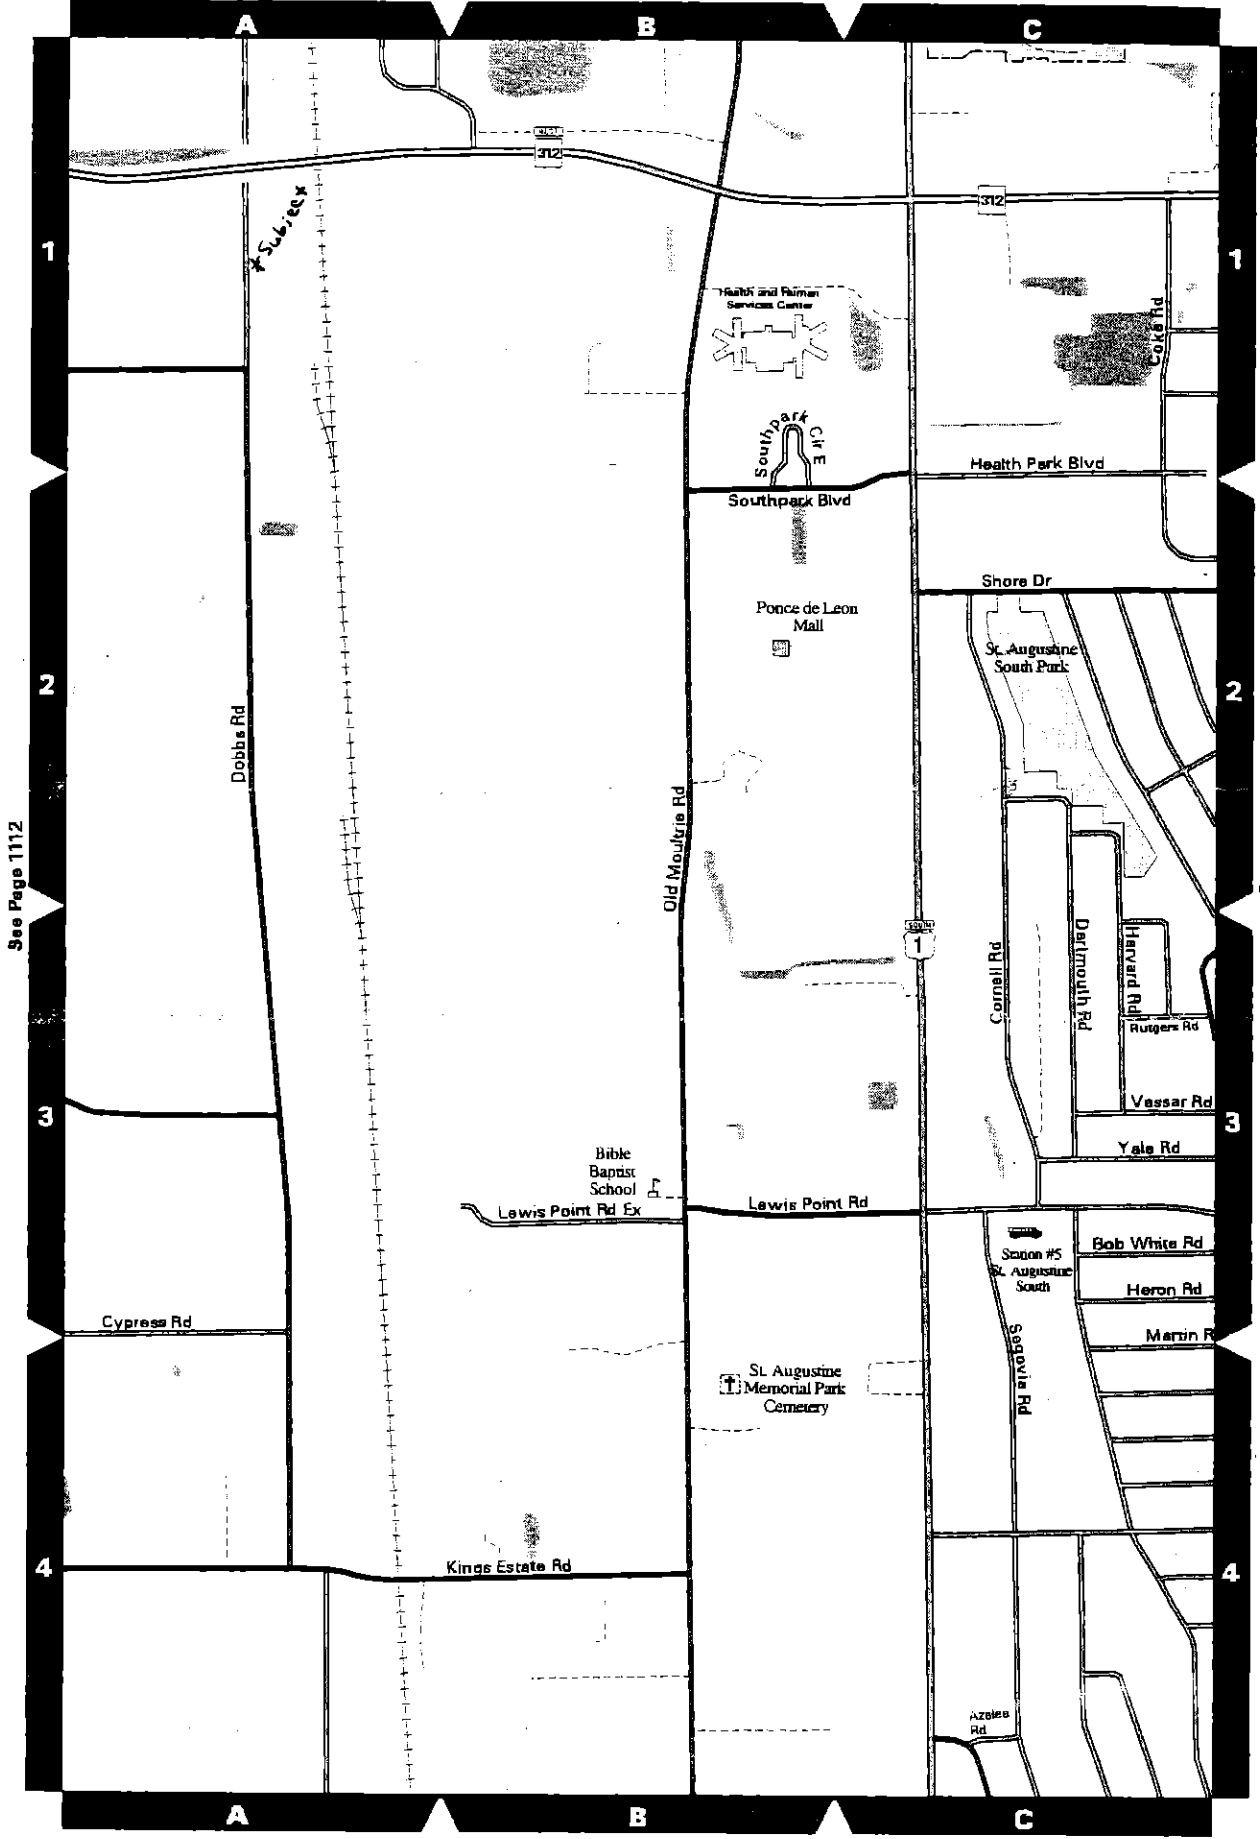 A
B
C
1
1
312
312
* Subject
Health and Human
Services Center
Coke Rd
Southpark Cir E
Health Park Blvd
Southpark Blvd
Shore Dr
Ponce de Leon
Mall
St. Augustine
South Park
2
2
Dobbs Rd
Old Moultrie Rd
See Page 1112
SOUTH
1
Cornell Rd
Dartmouth Rd
Harvard Rd
Rutgers Rd
3
3
Vassar Rd
Yale Rd
Bible
Baptist
School
Lewis Point Rd Ex
Lewis Point Rd
Bob White Rd
Station #5
St. Augustine
South
Heron Rd
Cypress Rd
Martin R
Segovia Rd
St. Augustine
Memorial Park
Cemetery
4
4
Kings Estate Rd
Azalea
Rd
A
B
C